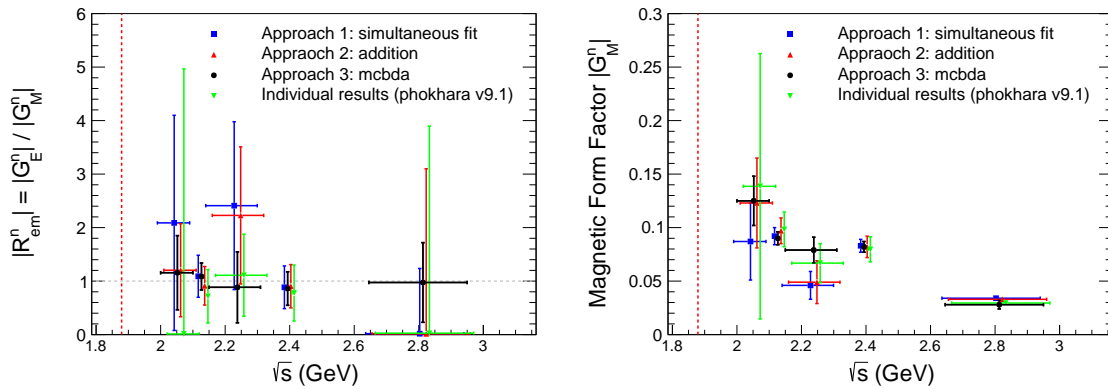 |R^n_em| = |G^n_E| / |G^n_M|
6
5
4
3
2
1
0
Approach 1: simultaneous fit
Appraoch 2: addition
Approach 3: mcbda
Individual results (phokhara v9.1)
1.8 2 2.2 2.4 2.6 2.8 3
√s (GeV)
Magnetic Form Factor |G^n_M|
0.3
0.25
0.2
0.15
0.1
0.05
0
Approach 1: simultaneous fit
Appraoch 2: addition
Approach 3: mcbda
Individual results (phokhara v9.1)
1.8 2 2.2 2.4 2.6 2.8 3
√s (GeV)